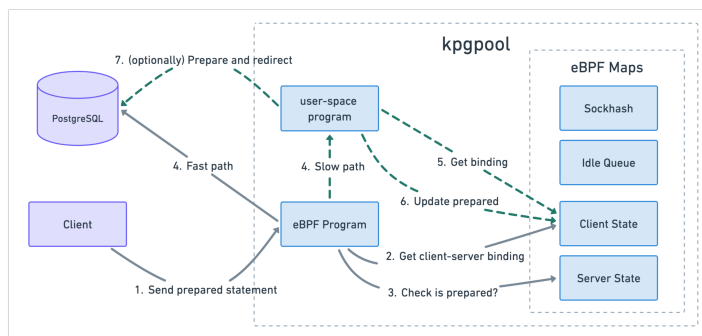 kpgpool
7. (optionally) Prepare and redirect
eBPF Maps
PostgreSQL
user-space
program
Sockhash
4. Fast path
4. Slow path
5. Get binding
Idle Queue
6. Update prepared
Client
eBPF Program
Client State
2. Get client-server binding
1. Send prepared statement
3. Check is prepared?
Server State